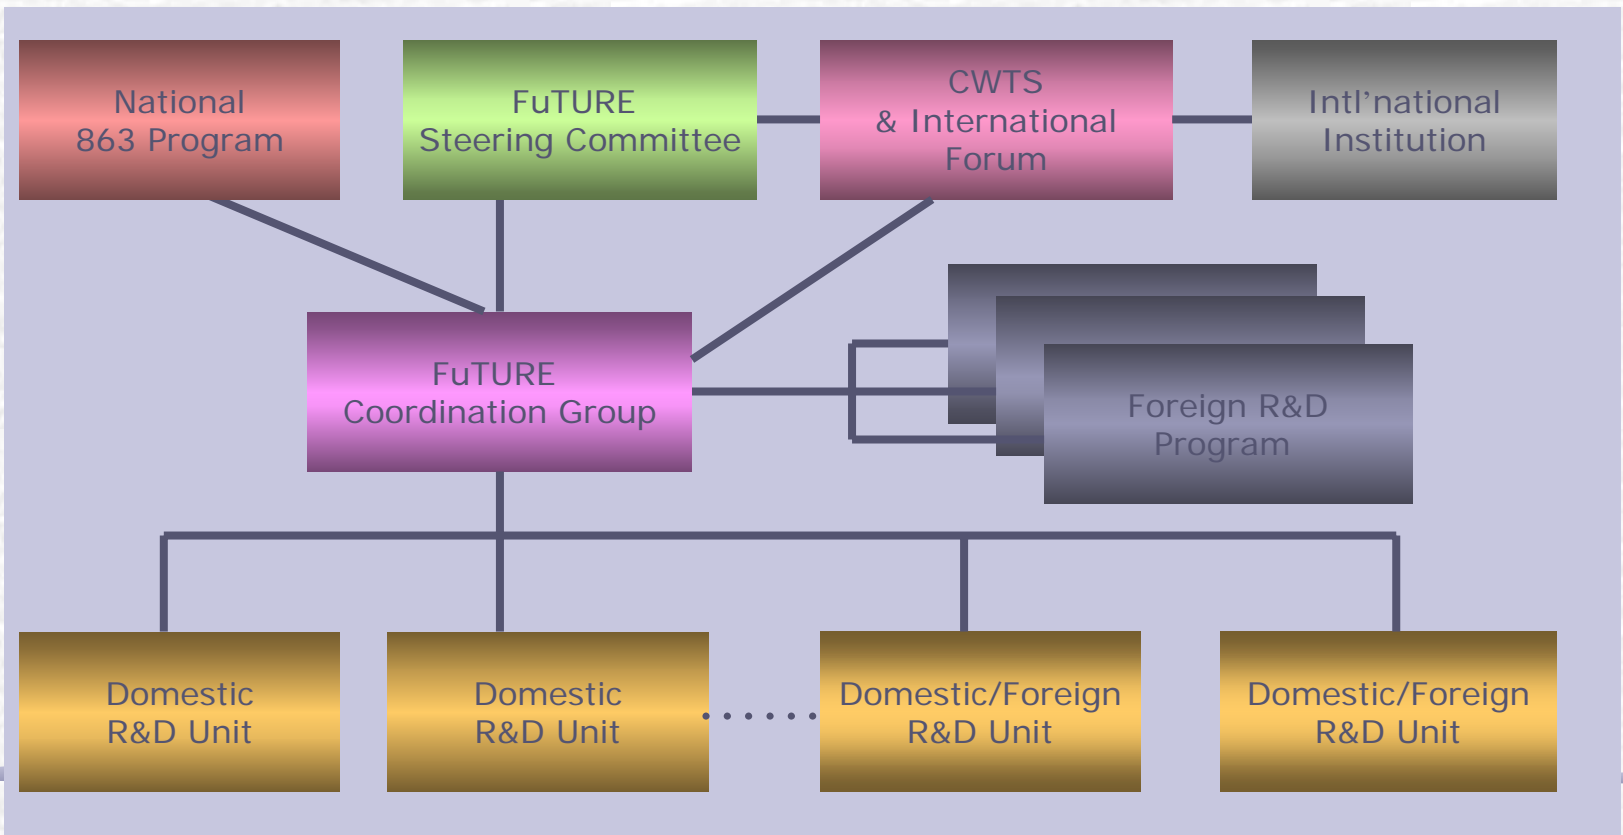 National
863 Program
FuTURE
Steering Committee
CWTS
& International
Forum
Intl’national
Institution
FuTURE
Coordination Group
Foreign R&D
Program
Domestic
R&D Unit
Domestic
R&D Unit
......
Domestic/Foreign
R&D Unit
Domestic/Foreign
R&D Unit